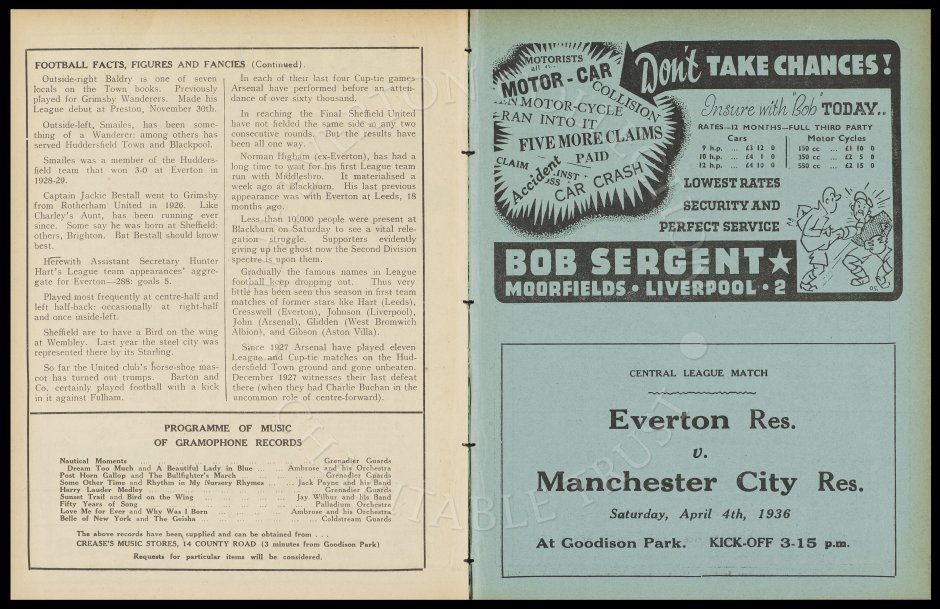 FOOTBALL FACTS, FIGURES AND FANCIES (Continued).
Outside-right Baldry is one of seven
locals on the Town books. Previously
played for Grimsby Wanderers. Made his
League debut at Preston, November 30th.
Outside-left, Smailes, has been some-
thing of a Wanderer: among others has
served Huddersfield Town and Blackpool.
Smailes was a member of the Hudders-
field team that won 3-0 at Everton in
1928-29.
Captain Jackie Bestall went to Grimsby
from Rotherham United in 1926. Like
Charley's Aunt, has been running ever
since. Some say he was born at Sheffield:
others, Brighton. But Bestall should know
best.
Herewith Assistant Secretary Hunter
Hart's League team appearances' aggre-
gate for Everton—288: goals 5.
Played most frequently at centre-half and
left half-back: occasionally at right-half
and once inside-left.
Sheffield are to have a Bird on the wing
at Wembley. Last year the steel city was
represented there by its Starling.
So far the United club's horse-shoe mas-
cot has turned out trumps. Barton and
Co. certainly played football with a kick
in it against Fulham.
In each of their last four Cup-tie games
Arsenal have performed before an atten-
dance of over sixty thousand.
In reaching the Final Sheffield United
have not fielded the same side in any two
consecutive rounds. But the results have
been all one way.
Norman Higham (ex-Everton), has had a
long time to wait for his first League team
run with Middlesbro. It materialised a
week ago at Blackburn. His last previous
appearance was with Everton at Leeds, 18
months ago.
Less than 10,000 people were present at
Blackburn on Saturday to see a vital rele-
gation struggle. Supporters evidently
giving up the ghost now the Second Division
spectre is upon them.
Gradually the famous names in League
football keep dropping out. Thus very
little has been seen this season in first team
matches of former stars like Hart (Leeds),
Cresswell (Everton), Johnson (Liverpool),
John (Arsenal), Glidden (West Bromwich
Albion), and Gibson (Aston Villa).
Since 1927 Arsenal have played eleven
League and Cup-tie matches on the Hud-
dersfield Town ground and gone unbeaten.
December 1927 witnesses their last defeat
there (when they had Charlie Buchan in the
uncommon role of centre-forward).
PROGRAMME OF MUSIC
OF GRAMOPHONE RECORDS
Nautical Moments ... Grenadier Guards
Dream Too Much and A Beautiful Lady in Blue ... Ambrose and his Orchestra
Post Horn Gallop and The Bullfighter's March ... Grenadier Guards
Some Other Time and Rhythm in My Nursery Rhymes ... Jack Payne and his Band
Harry Lauder Medley ... Grenadier Guards
Sunset Trail and Bird on the Wing ... Jay Wilbur and his Band
Fifty Years of Song ... Palladium Orchestra
Love Me for Ever and Why Was I Born ... Ambrose and his Orchestra
Belle of New York and The Geisha ... Coldstream Guards
The above records have been, supplied and can be obtained from . . .
CREASE'S MUSIC STORES, 14 COUNTY ROAD (3 minutes from Goodison Park)
Requests for particular items will be considered.
MOTORISTS
MOTOR-CAR
COLLISION
MOTOR-CYCLE
RAN INTO IT
FIVE MORE CLAIMS
PAID
CLAIM
Accident
CAR CRASH
Don't TAKE CHANCES!
Insure with "Bob" TODAY..
RATES—12 MONTHS—FULL THIRD PARTY
Cars Motor Cycles
9 h.p. ... £3 12 0 150 cc ... £1 10 0
10 h.p. ... £4 1 0 350 cc ... £2 5 0
12 h.p. ... £4 10 0 550 cc ... £2 15 0
LOWEST RATES
SECURITY AND
PERFECT SERVICE
BOB SERGENT★
MOORFIELDS · LIVERPOOL · 2
CENTRAL LEAGUE MATCH
Everton Res.
v.
Manchester City Res.
Saturday, April 4th, 1936
At Goodison Park. KICK-OFF 3-15 p.m.